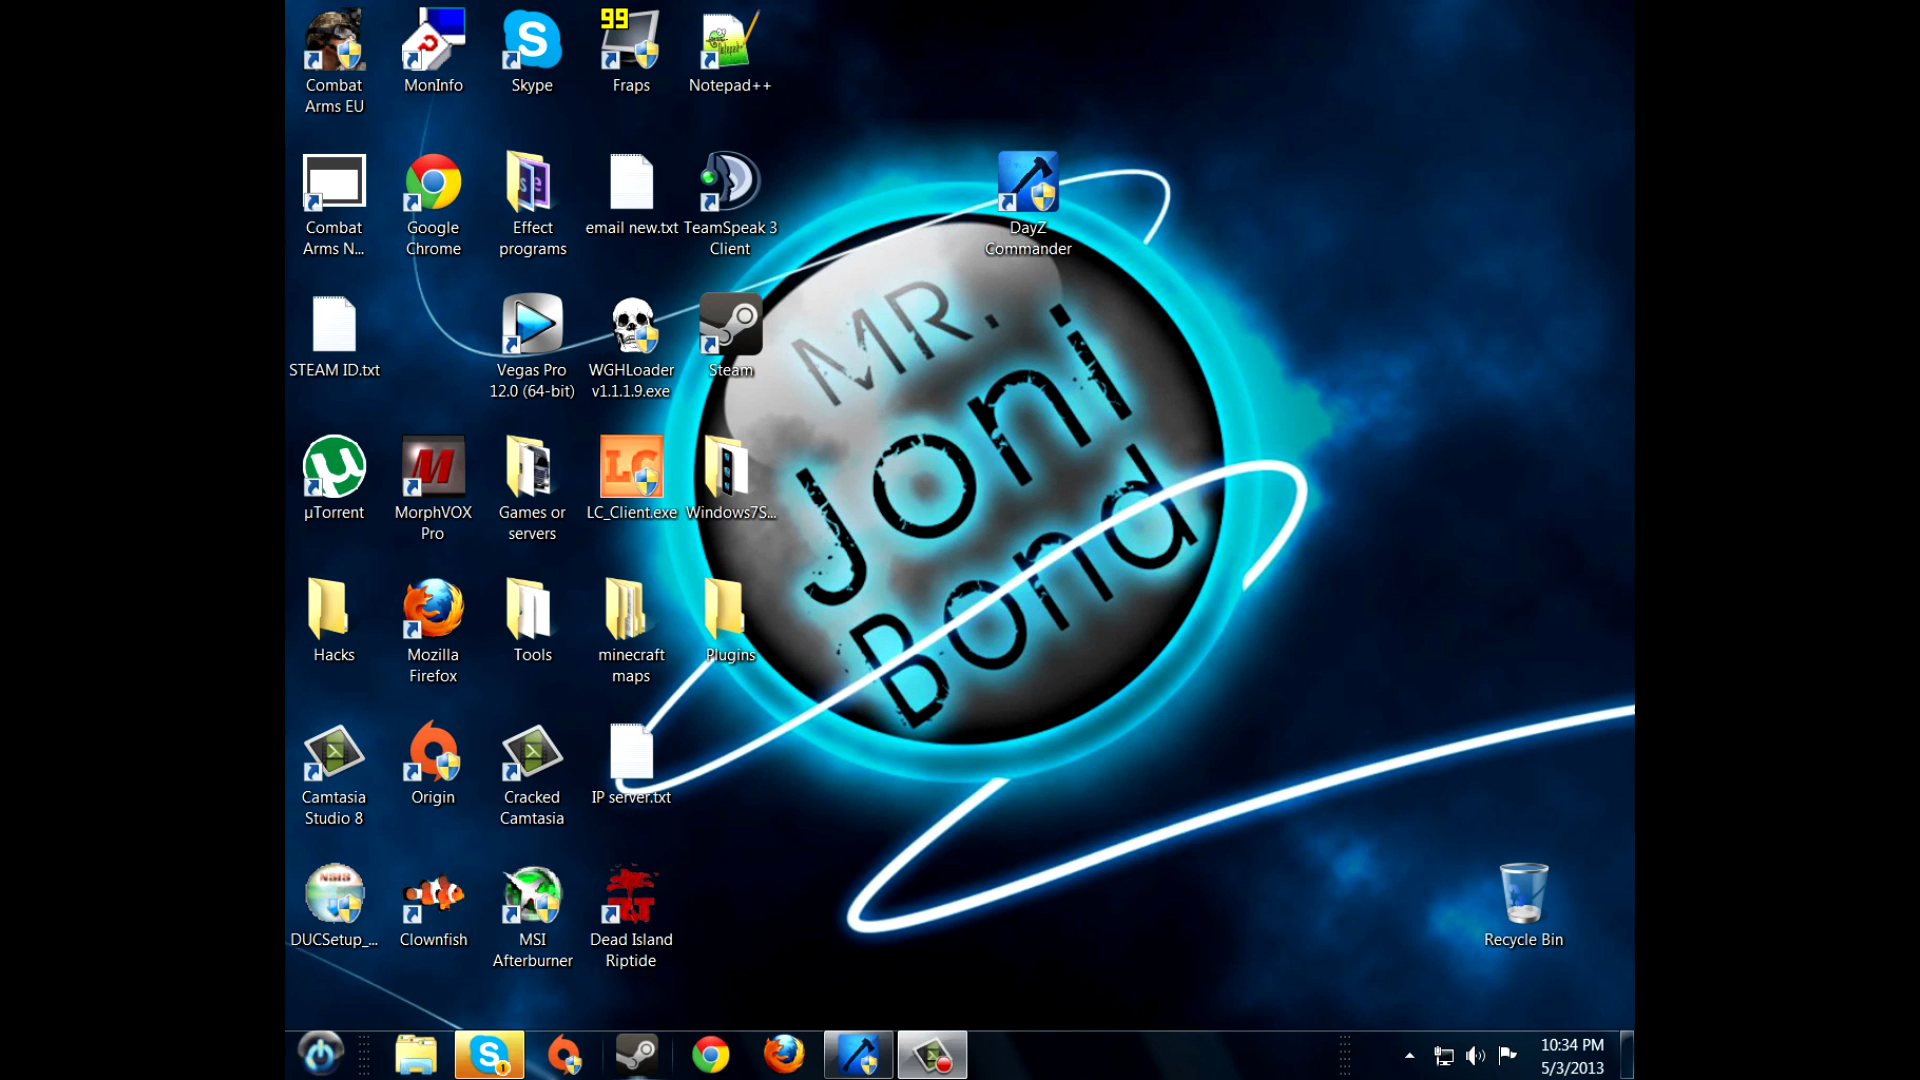 99
Combat
Arms EU
MonInfo
Skype
Fraps
Notepad++
Combat
Arms N...
Google
Chrome
Effect
programs
email new.txt
TeamSpeak 3
Client
DayZ
Commander
STEAM ID.txt
Vegas Pro
12.0 (64-bit)
WGHLoader
v1.1.1.9.exe
Steam
MR.
Joni
Bond
µTorrent
MorphVOX
Pro
Games or
servers
LC
LC_Client.exe
Windows7S...
Hacks
Mozilla
Firefox
Tools
minecraft
maps
Plugins
Camtasia
Studio 8
Origin
Cracked
Camtasia
IP server.txt
NSIS
DUCSetup_...
Clownfish
MSI
Afterburner
Dead Island
Riptide
Recycle Bin
1
10:34 PM
5/3/2013